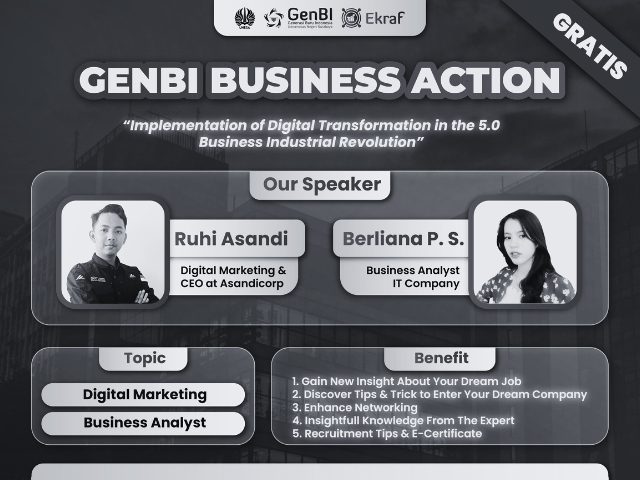 GenBI
Generasi Baru Indonesia
Ekraf
GRATIS
GENBI BUSINESS ACTION
“Implementation of Digital Transformation in the 5.0
Business Industrial Revolution”
Our Speaker
Ruhi Asandi
Digital Marketing &
CEO at Asandicorp
Berliana P. S.
Business Analyst
IT Company
Topic
Digital Marketing
Business Analyst
Benefit
1. Gain New Insight About Your Dream Job
2. Discover Tips & Trick to Enter Your Dream Company
3. Enhance Networking
4. Insightfull Knowledge From The Expert
5. Recruitment Tips & E-Certificate